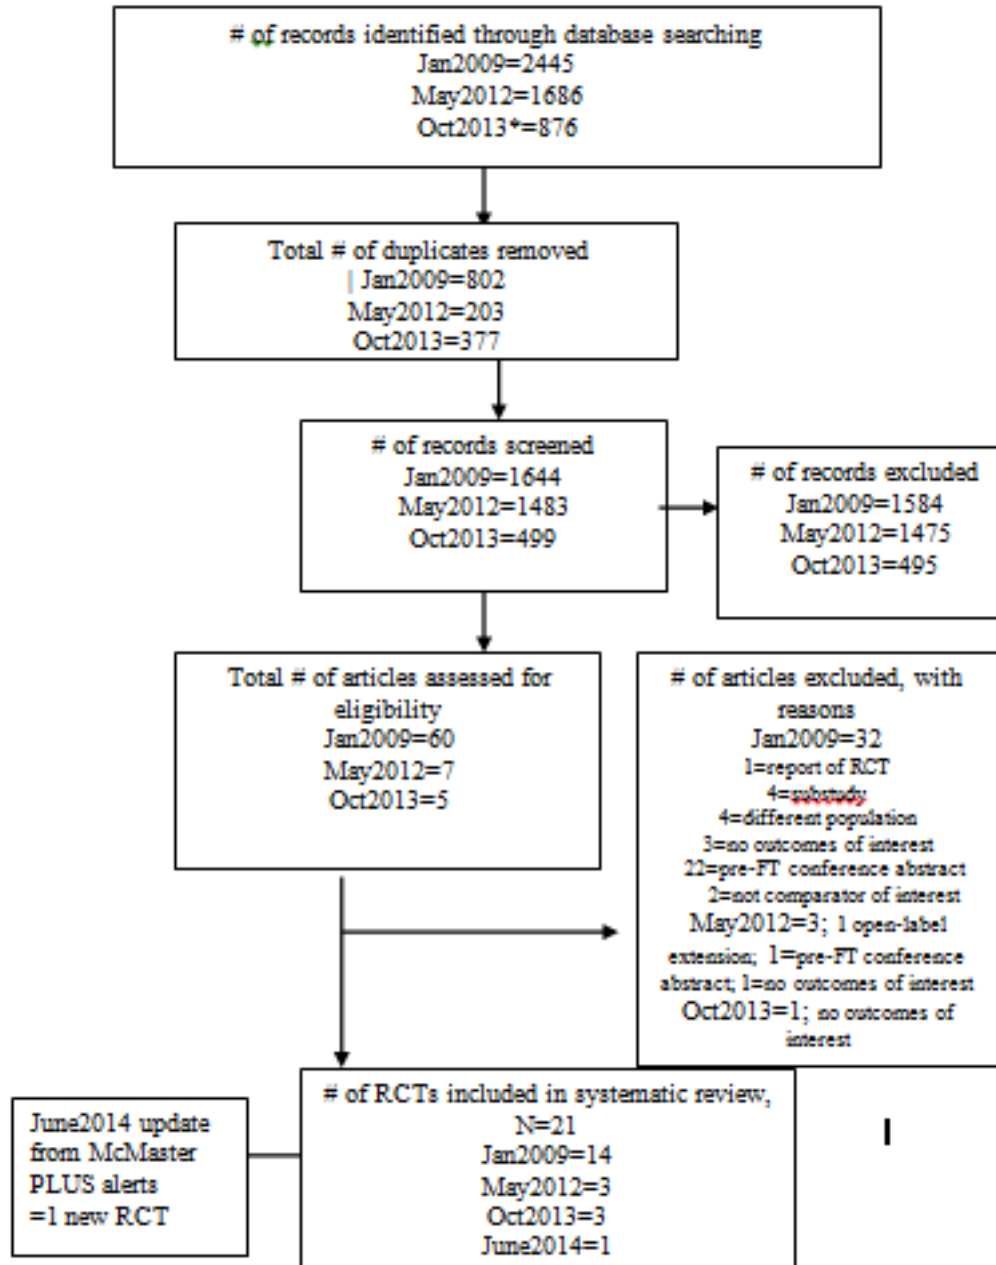 # of records identified through database searching
Jan2009=2445
May2012=1686
Oct2013*=876
Total # of duplicates removed
| Jan2009=802
May2012=203
Oct2013=377
# of records screened
Jan2009=1644
May2012=1483
Oct2013=499
# of records excluded
Jan2009=1584
May2012=1475
Oct2013=495
Total # of articles assessed for
eligibility
Jan2009=60
May2012=7
Oct2013=5
# of articles excluded, with
reasons
Jan2009=32
1=report of RCT
4=substudy
4=different population
3=no outcomes of interest
22=pre-FT conference abstract
2=not comparator of interest
May2012=3; 1 open-label
extension; 1=pre-FT conference
abstract; 1=no outcomes of interest
Oct2013=1; no outcomes of
interest
June2014 update
from McMaster
PLUS alerts
=1 new RCT
# of RCTs included in systematic review,
N=21
Jan2009=14
May2012=3
Oct2013=3
June2014=1